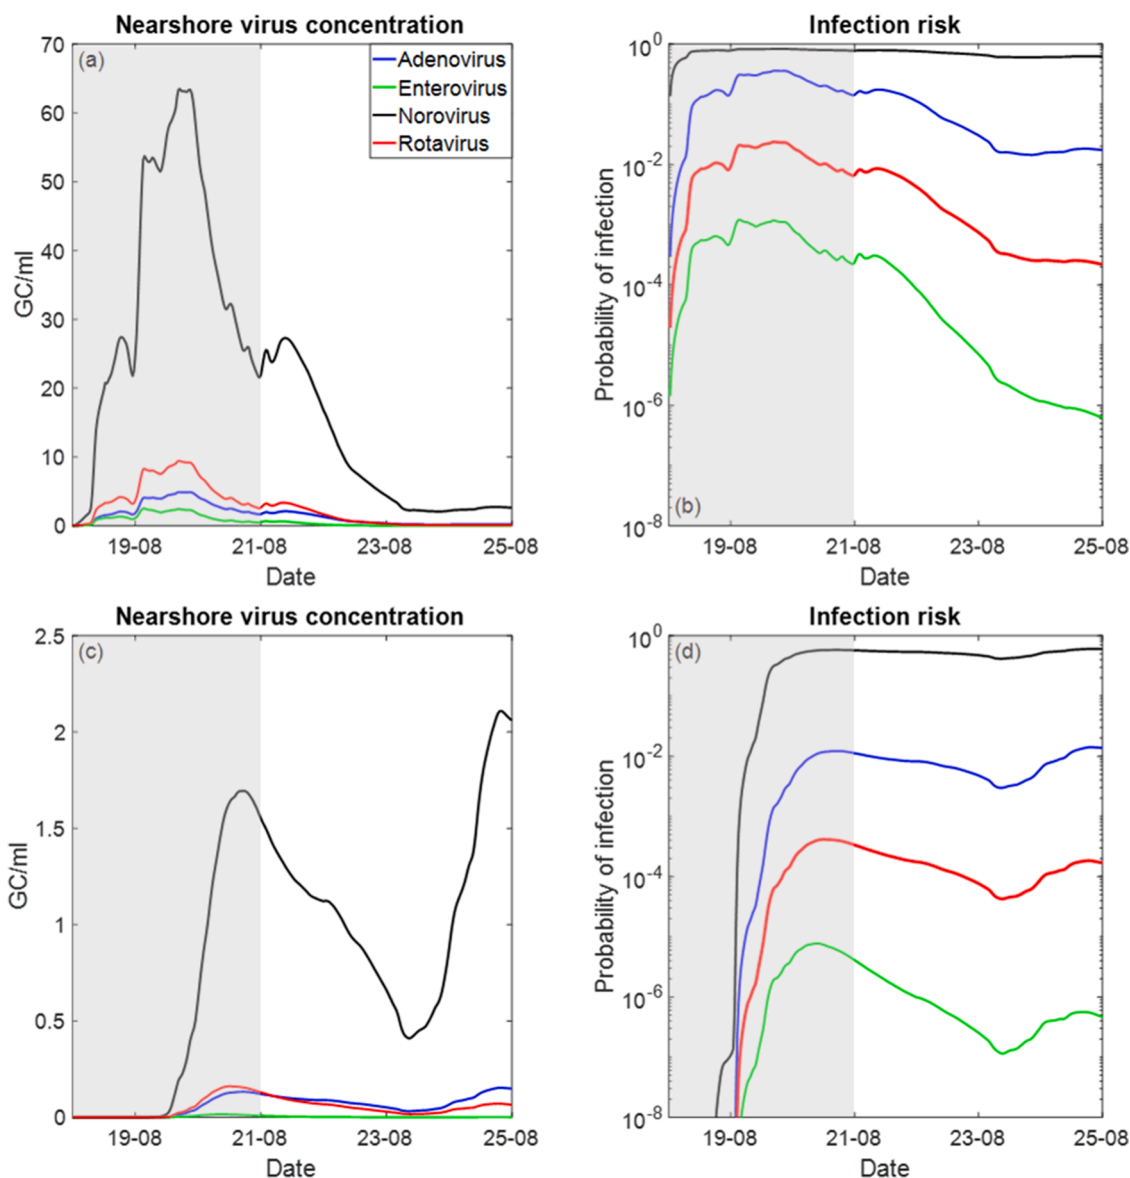 Nearshore virus concentration
(a)
70
60
50
40
30
20
10
0
GC/ml
Adenovirus
Enterovirus
Norovirus
Rotavirus
19-08 21-08 23-08 25-08
Date
Infection risk
10^0
10^-2
10^-4
10^-6
10^-8
Probability of infection
(b)
19-08 21-08 23-08 25-08
Date
Nearshore virus concentration
(c)
2.5
2
1.5
1
0.5
0
GC/ml
19-08 21-08 23-08 25-08
Date
Infection risk
(d)
10^0
10^-2
10^-4
10^-6
10^-8
Probability of infection
19-08 21-08 23-08 25-08
Date